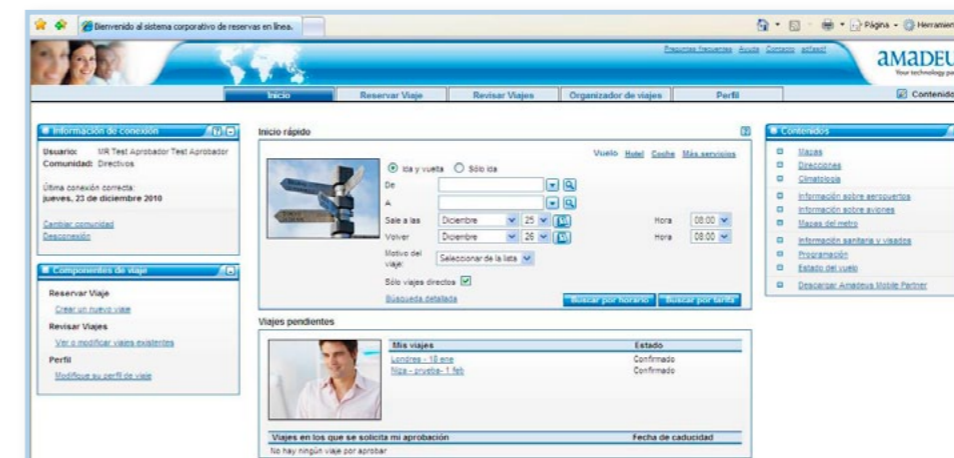 Bienvenido al sistema corporativo de reservas en línea.
Página
Herramien
Preguntas frecuentes Ayuda Contacto
amadeu
Your technology pa
Inicio Reservar Viaje Revisar Viajes Organizador de viajes Perfil
Contenido
Información de conexión
Usuario: MR Test Aprobador Test Aprobador
Comunidad: Directivos
Última conexión correcta:
jueves, 23 de diciembre 2010
Cambiar comunidad
Desconexión
Componentes de viaje
Reservar Viaje
Crear un nuevo viaje
Revisar Viajes
Ver o modificar viajes existentes
Perfil
Modifique su perfil de viaje
Inicio rápido
Vuelo Hotel Coche Más servicios
Ida y vuelta Sólo ida
De
A
Sale a las Diciembre 25 Hora 08:00
Volver Diciembre 26 Hora 08:00
Motivo del viaje: Seleccionar de la lista
Sólo viajes directos
Búsqueda detallada
Buscar por horario Buscar por tarifa
Viajes pendientes
Mis viajes Estado
Londres - 18 ene Confirmado
Niza - prueba- 1 feb Confirmado
Viajes en los que se solicita mi aprobación Fecha de caducidad
No hay ningún viaje por aprobar
Contenidos
Mapas
Direcciones
Climatología
Información sobre aeropuertos
Información sobre aviones
Mapas del metro
Información sanitaria y visados
Programación
Estado del vuelo
Descargar Amadeus Mobile Partner